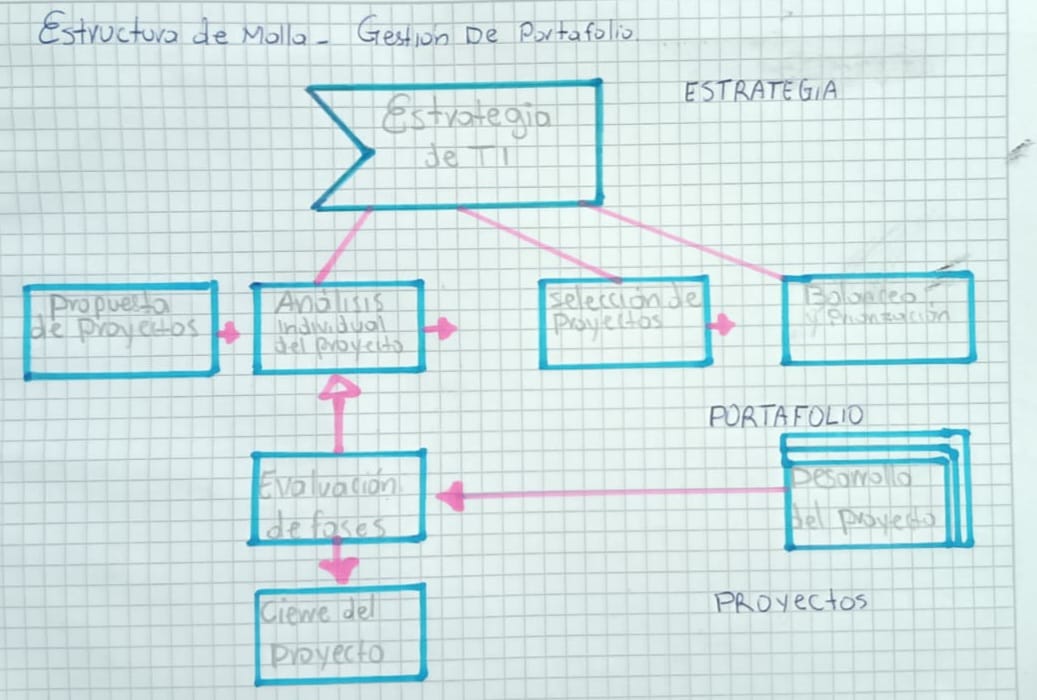 Estructura de Malla - Gestión De Portafolio
ESTRATEGIA
Estrategia
de TI
Propuesta
de Proyectos
Análisis
individual
del proyecto
Selección de
Proyectos
Balanceo
y Priorización
PORTAFOLIO
Evaluación
de fases
Desarrollo
del proyecto
PROYECTOS
Cierre del
proyecto